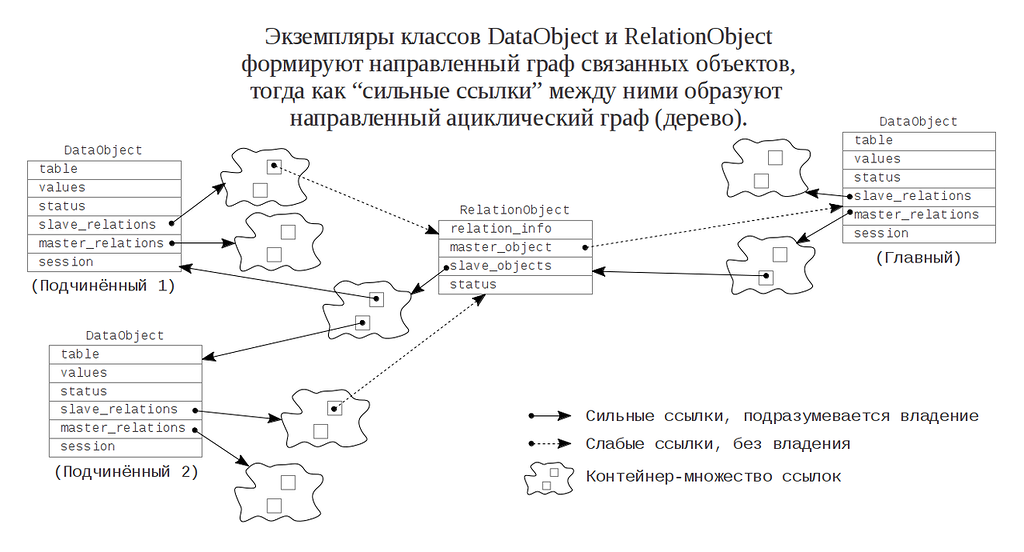 Экземпляры классов DataObject и RelationObject
формируют направленный граф связанных объектов,
тогда как “сильные ссылки” между ними образуют
направленный ациклический граф (дерево).
DataObject
table
values
status
slave_relations
master_relations
session
(Подчинённый 1)
DataObject
table
values
status
slave_relations
master_relations
session
(Подчинённый 2)
RelationObject
relation_info
master_object
slave_objects
status
DataObject
table
values
status
slave_relations
master_relations
session
(Главный)
Сильные ссылки, подразумевается владение
Слабые ссылки, без владения
Контейнер-множество ссылок